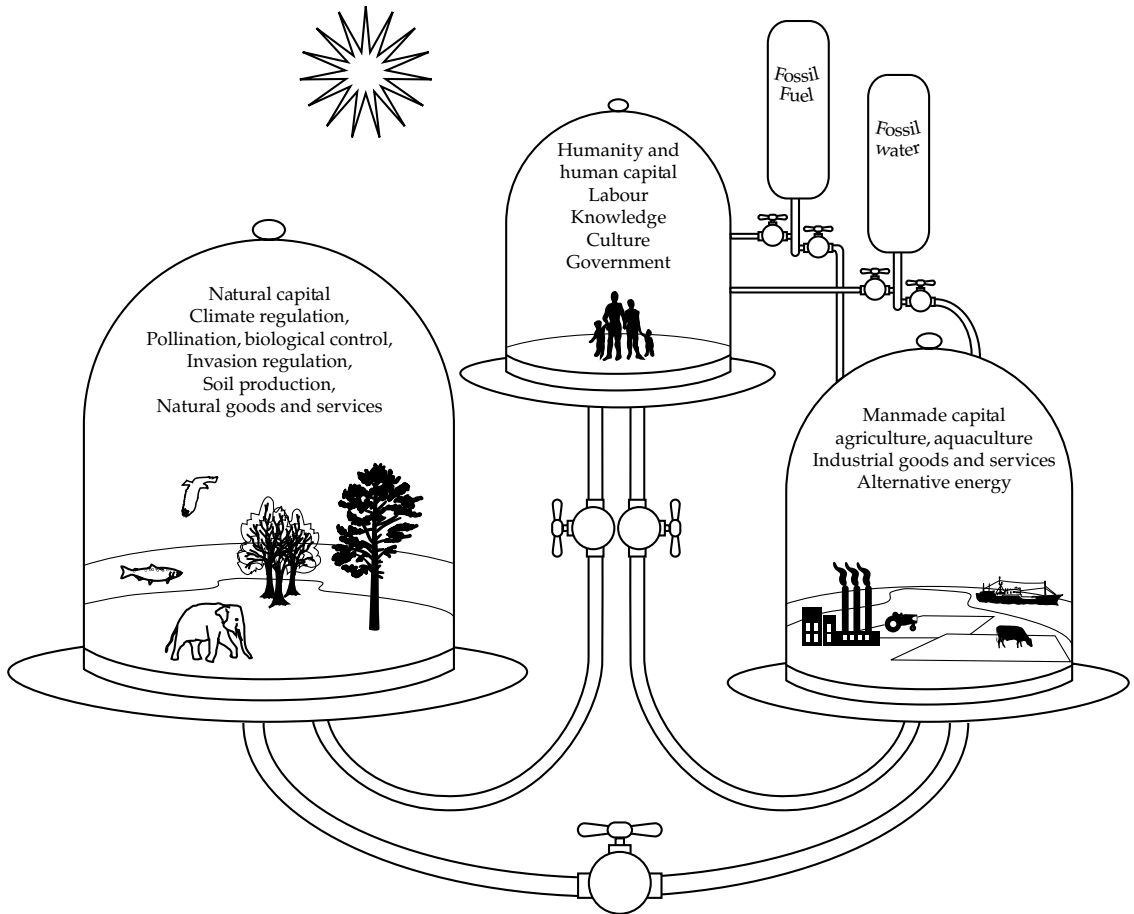 Fossil
Fuel
Fossil
water
Humanity and
human capital
Labour
Knowledge
Culture
Government
Natural capital
Climate regulation,
Pollination, biological control,
Invasion regulation,
Soil production,
Natural goods and services
Manmade capital
agriculture, aquaculture
Industrial goods and services
Alternative energy